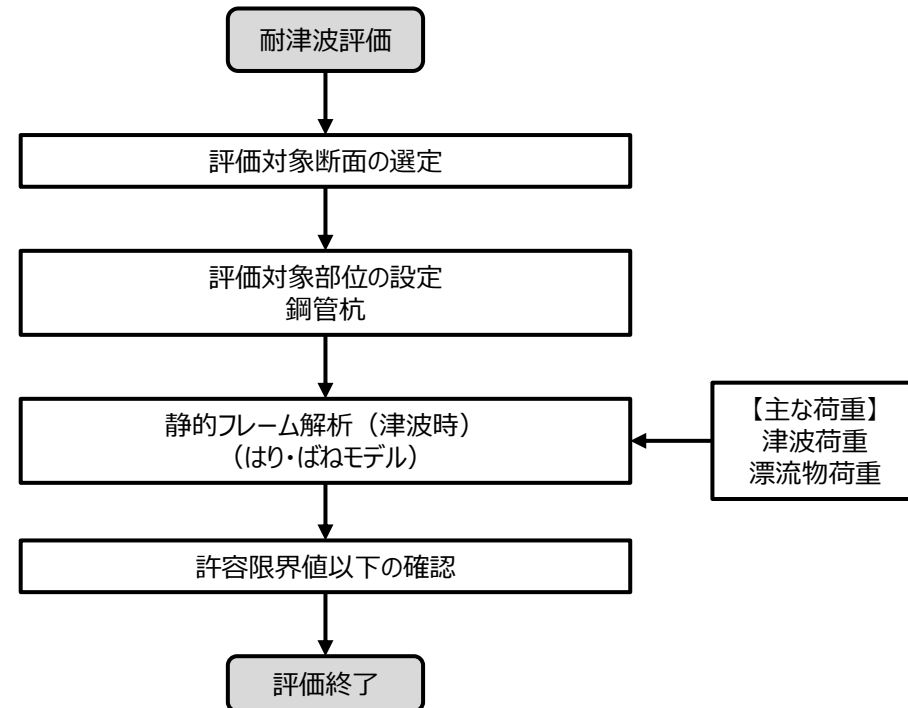 耐津波評価
評価対象断面の選定
評価対象部位の設定
鋼管杭
静的フレーム解析（津波時）
（はり・ばねモデル）
【主な荷重】
津波荷重
漂流物荷重
許容限界値以下の確認
評価終了